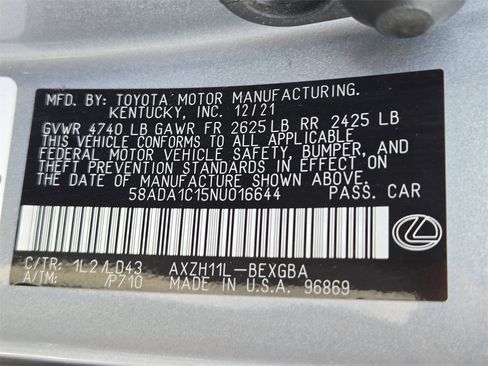 MFD. BY: TOYOTA MOTOR MANUFACTURING.
KENTUCKY, INC. 12/21
GVWR 4740 LB GAWR FR 2625 LB RR 2425 LB
THIS VEHICLE CONFORMS TO ALL APPLICABLE
FEDERAL MOTOR VEHICLE SAFETY, BUMPER, AND
THEFT PREVENTION STANDARDS IN EFFECT ON
THE DATE OF MANUFACTURE SHOWN ABOVE.
58ADA1C15NU016644 PASS. CAR
C/TR: 1L2/LD43 AXZH11L-BEXGBA
A/TM: /P710 MADE IN U.S.A. 96869